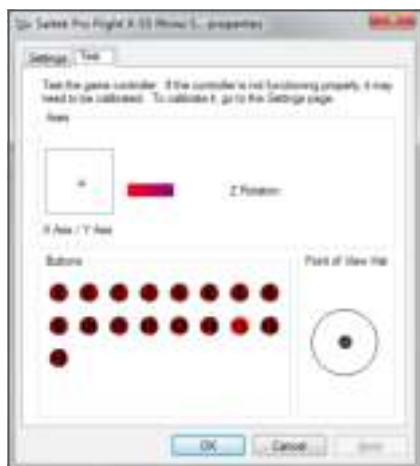 Saitek Pro Flight X-55 Rhino S... properties
Settings Test
Test the game controller. If the controller is not functioning properly, it may
need to be calibrated. To calibrate it, go to the Settings page.
Axes
Z Rotation
X Axis / Y Axis
Buttons Point of View Hat
OK Cancel Apply